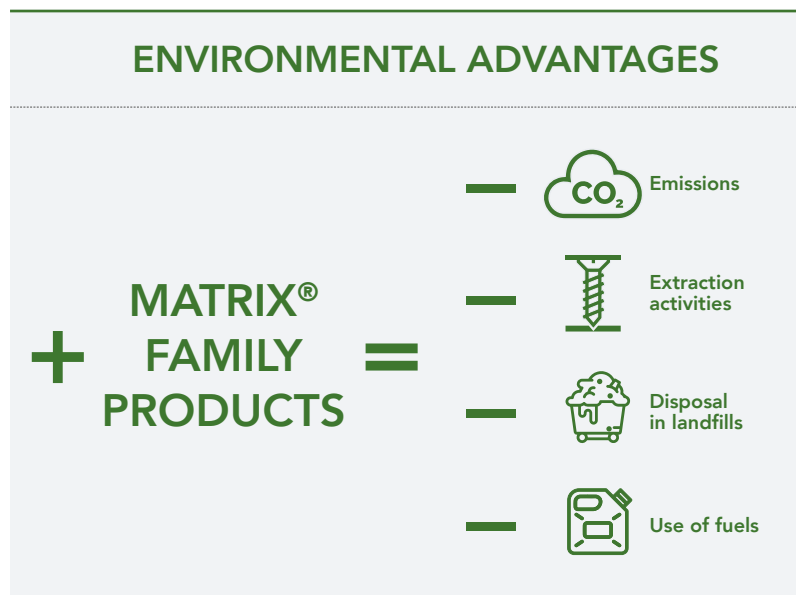 ENVIRONMENTAL ADVANTAGES
+
MATRIX®
FAMILY
PRODUCTS
=
— CO₂ Emissions
— Extraction
activities
— Disposal
in landfills
— Use of fuels